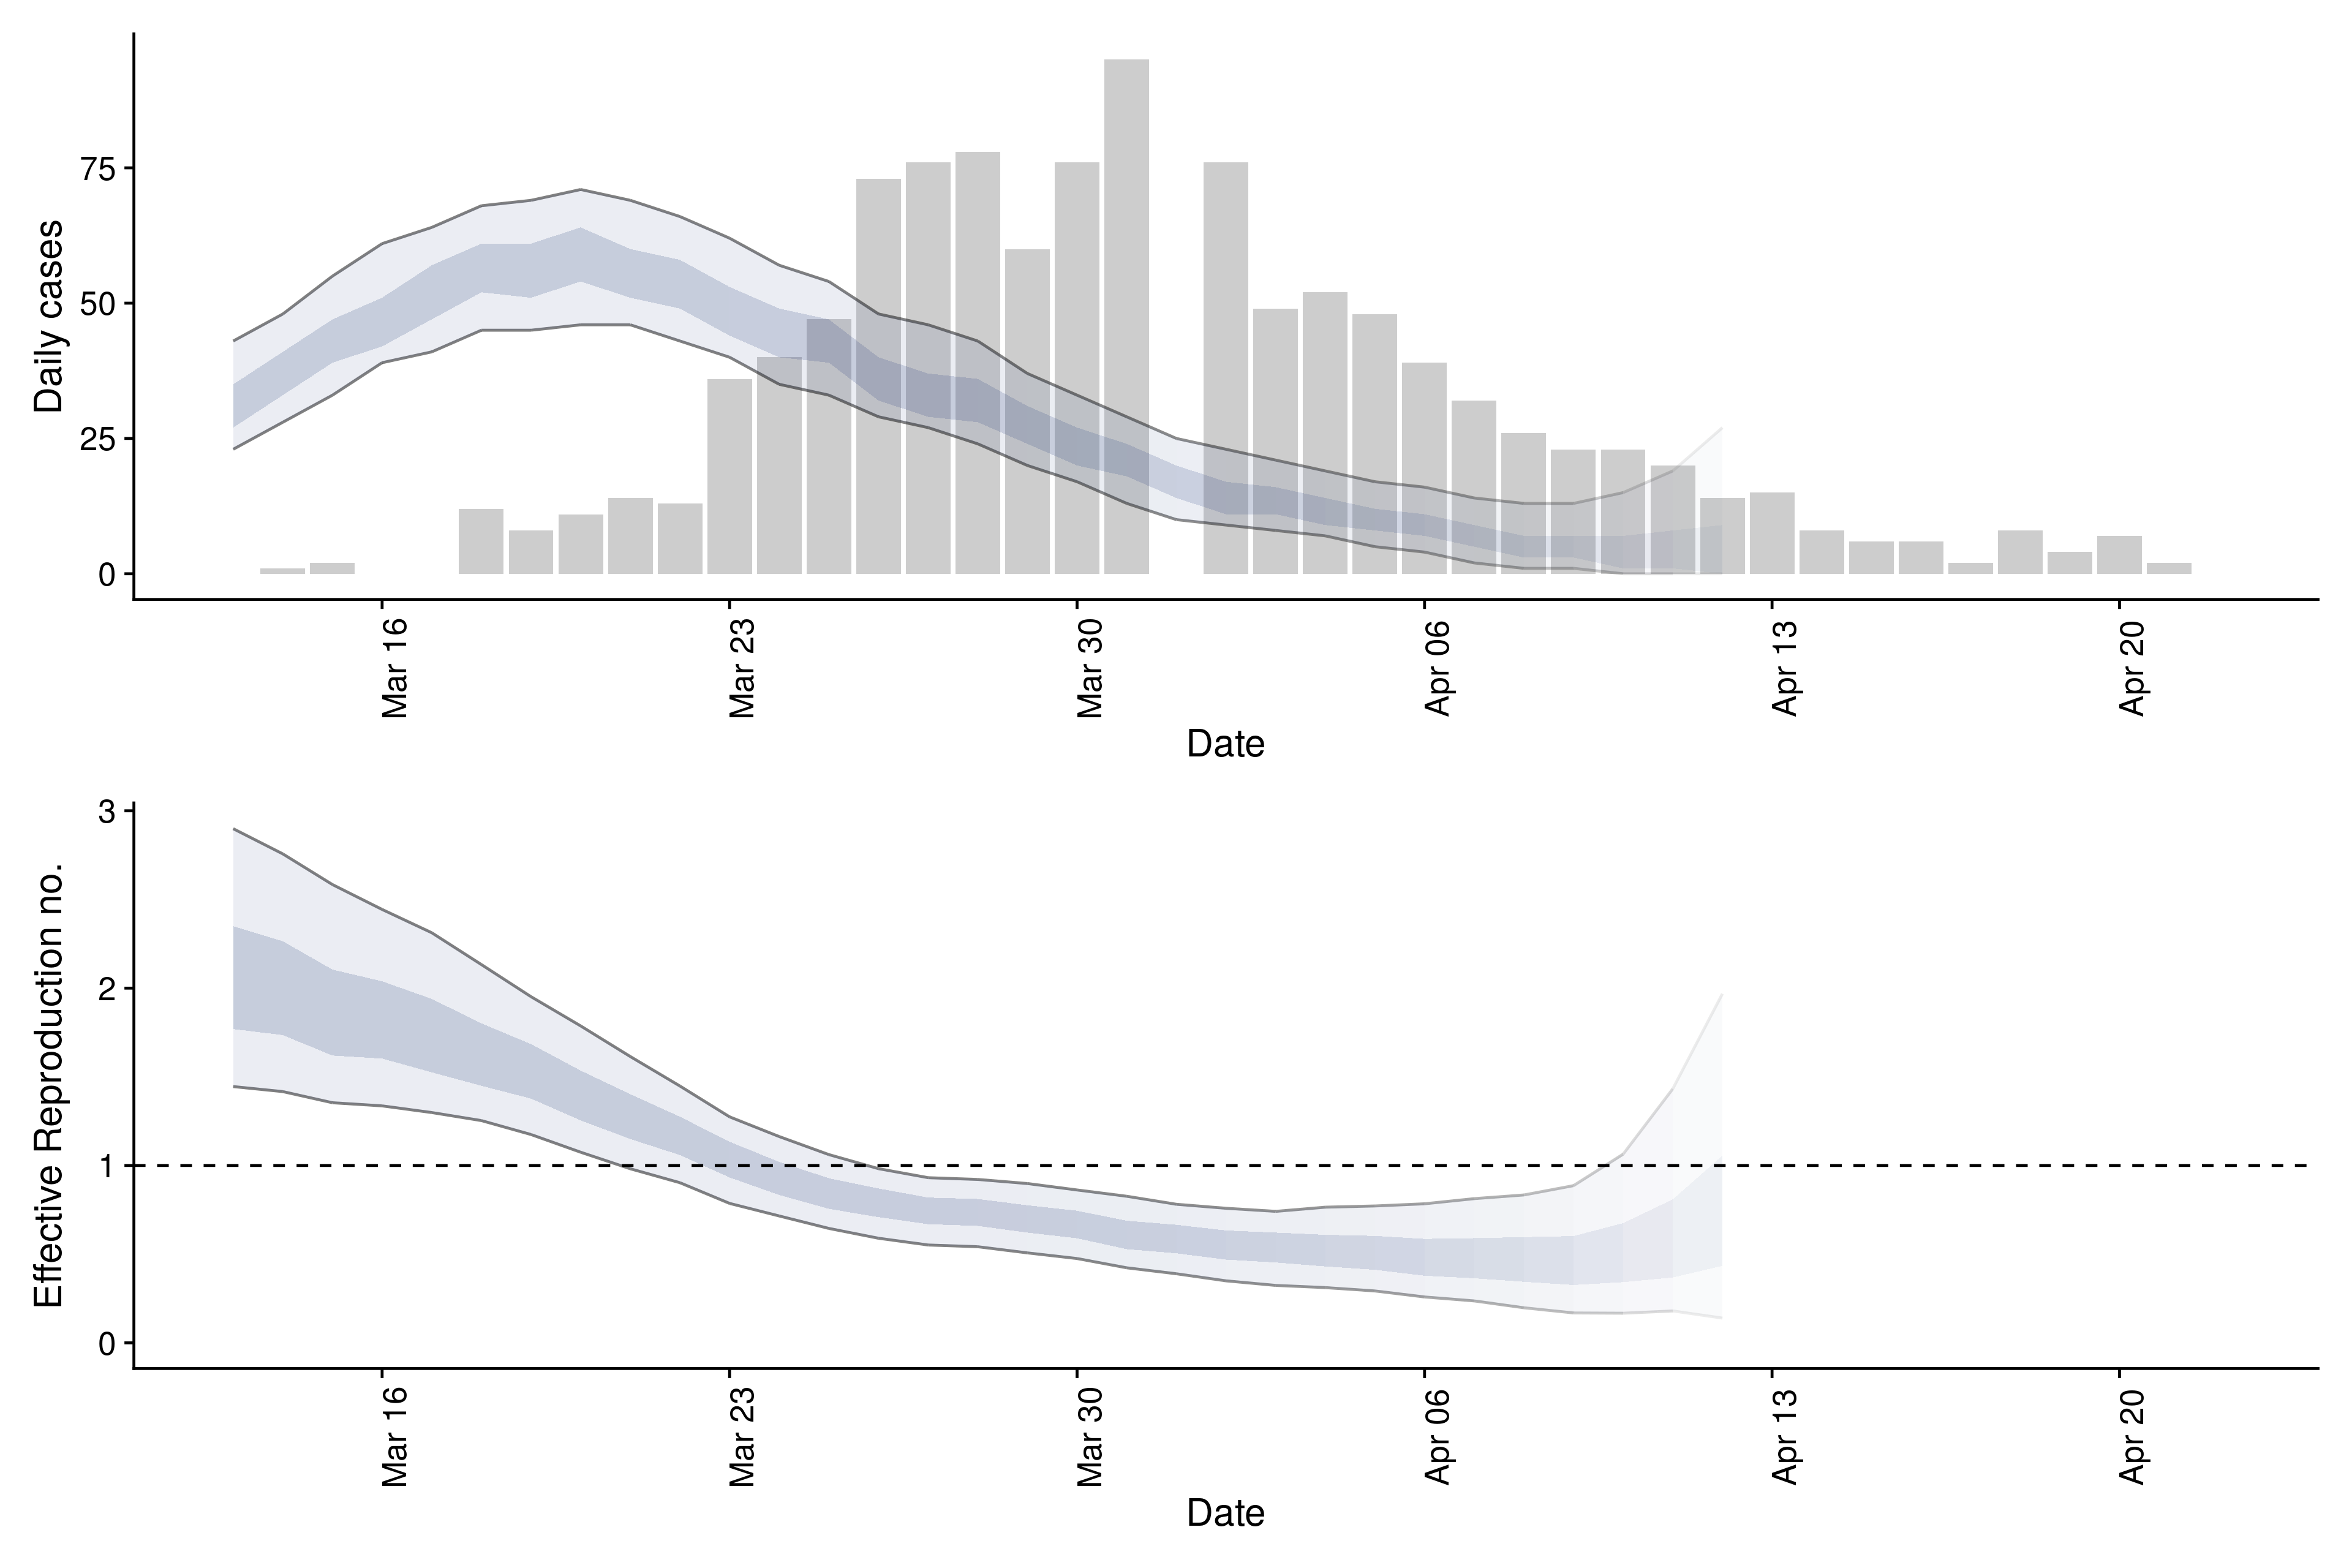 Daily cases
75
50
25
0
Mar 16
Mar 23
Mar 30
Apr 06
Apr 13
Apr 20
Date
Effective Reproduction no.
3
2
1
0
Mar 16
Mar 23
Mar 30
Apr 06
Apr 13
Apr 20
Date